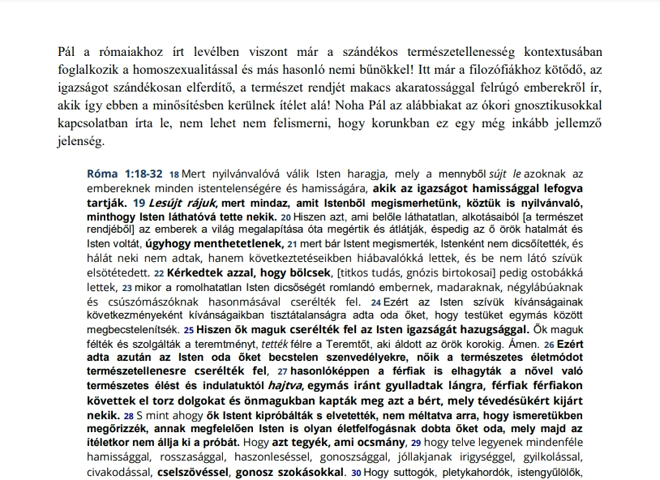 Pál a rómaiakhoz írt levélben viszont már a szándékos természetellenesség kontextusában
foglalkozik a homoszexualitással és más hasonló nemi bűnökkel! Itt már a filozófiákhoz kötődő, az
igazságot szándékosan elferdítő, a természet rendjét makacs akaratossággal felrúgó emberekről ír,
akik így ebben a minősítésben kerülnek ítélet alá! Noha Pál az alábbiakat az ókori gnosztikusokkal
kapcsolatban írta le, nem lehet nem felismerni, hogy korunkban ez egy még inkább jellemző
jelenség.
Róma 1:18-32 18 Mert nyilvánvalóvá válik Isten haragja, mely a mennyből sújt le azoknak az
embereknek minden istentelenségére és hamisságára, akik az igazságot hamissággal lefogva
tartják. 19 Lesújt rájuk, mert mindaz, amit Istenből megismerhetünk, köztük is nyilvánváló,
minthogy Isten láthatóvá tette nekik. 20 Hiszen azt, ami belőle láthatatlan, alkotásaiból [a természet
rendjéből] az emberek a világ megalapítása óta megértik és átlátják, éspedig az ő örök hatalmát és
Isten voltát, úgyhogy menthetetlenek, 21 mert bár Istent megismerték, Istenként nem dicsőítették, és
hálát neki nem adtak, hanem következtetéseikben hiábavalókká lettek, és be nem látó szívük
elsötétedett. 22 Kérkedtek azzal, hogy bölcsek, [titkos tudás, gnózis birtokosai] pedig ostobákká
lettek, 23 mikor a romolhatatlan Isten dicsőségét romlandó embernek, madaraknak, négylábúaknak
és csúszómászóknak hasonmásával cserélték fel. 24 Ezért az Isten szívük kívánságainak
következményeként kívánságaikban tisztátalanságra adta oda őket, hogy testüket egymás között
megbecstelenítsék. 25 Hiszen ők maguk cserélték fel az Isten igazságát hazugsággal. Ők maguk
félték és szolgálták a teremtményt, tették félre a Teremtőt, aki áldott az örök korokig. Ámen. 26 Ezért
adta azután az Isten oda őket becstelen szenvedélyekre, nőik a természetes életmódot
természetellenesre cserélték fel, 27 hasonlóképpen a férfiak is elhagyták a nővel való
természetes élést és indulatuktól hajtva, egymás iránt gyulladtak lángra, férfiak férfiakon
követtek el torz dolgokat és önmagukban kapták meg azt a bért, mely tévedésükért kijárt
nekik. 28 S mint ahogy ők Istent kipróbálták s elvetették, nem méltatva arra, hogy ismeretükben
megőrizzék, annak megfelelően Isten is olyan életfelfogásnak dobta őket oda, mely majd az
ítéletkor nem állja ki a próbát. Hogy azt tegyék, ami ocsmány, 29 hogy telve legyenek mindenféle
hamissággal, rosszasággal, haszonleséssel, gonoszsággal, jóllakjanak irigységgel, gyilkolással,
civakodással, cselszövéssel, gonosz szokásokkal. 30 Hogy suttogók, pletykahordók, istengyűlölők,